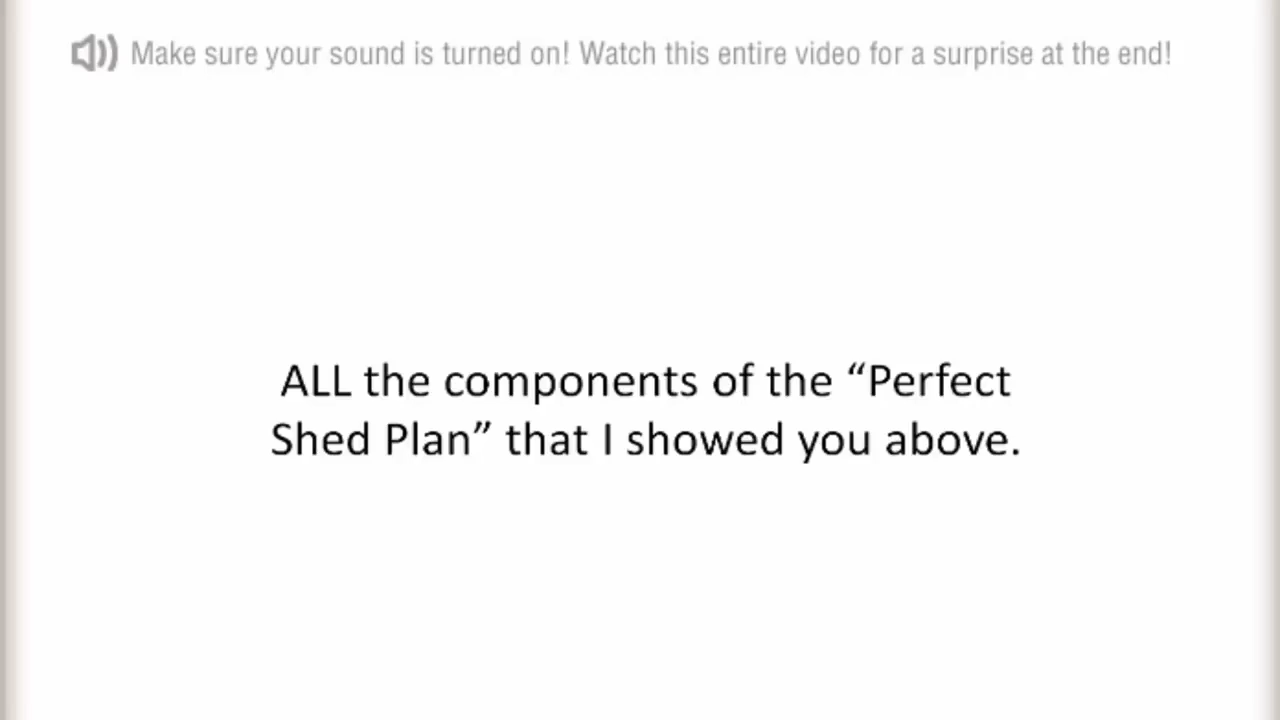 Make sure your sound is turned on! Watch this entire video for a surprise at the end!
ALL the components of the “Perfect
Shed Plan” that I showed you above.